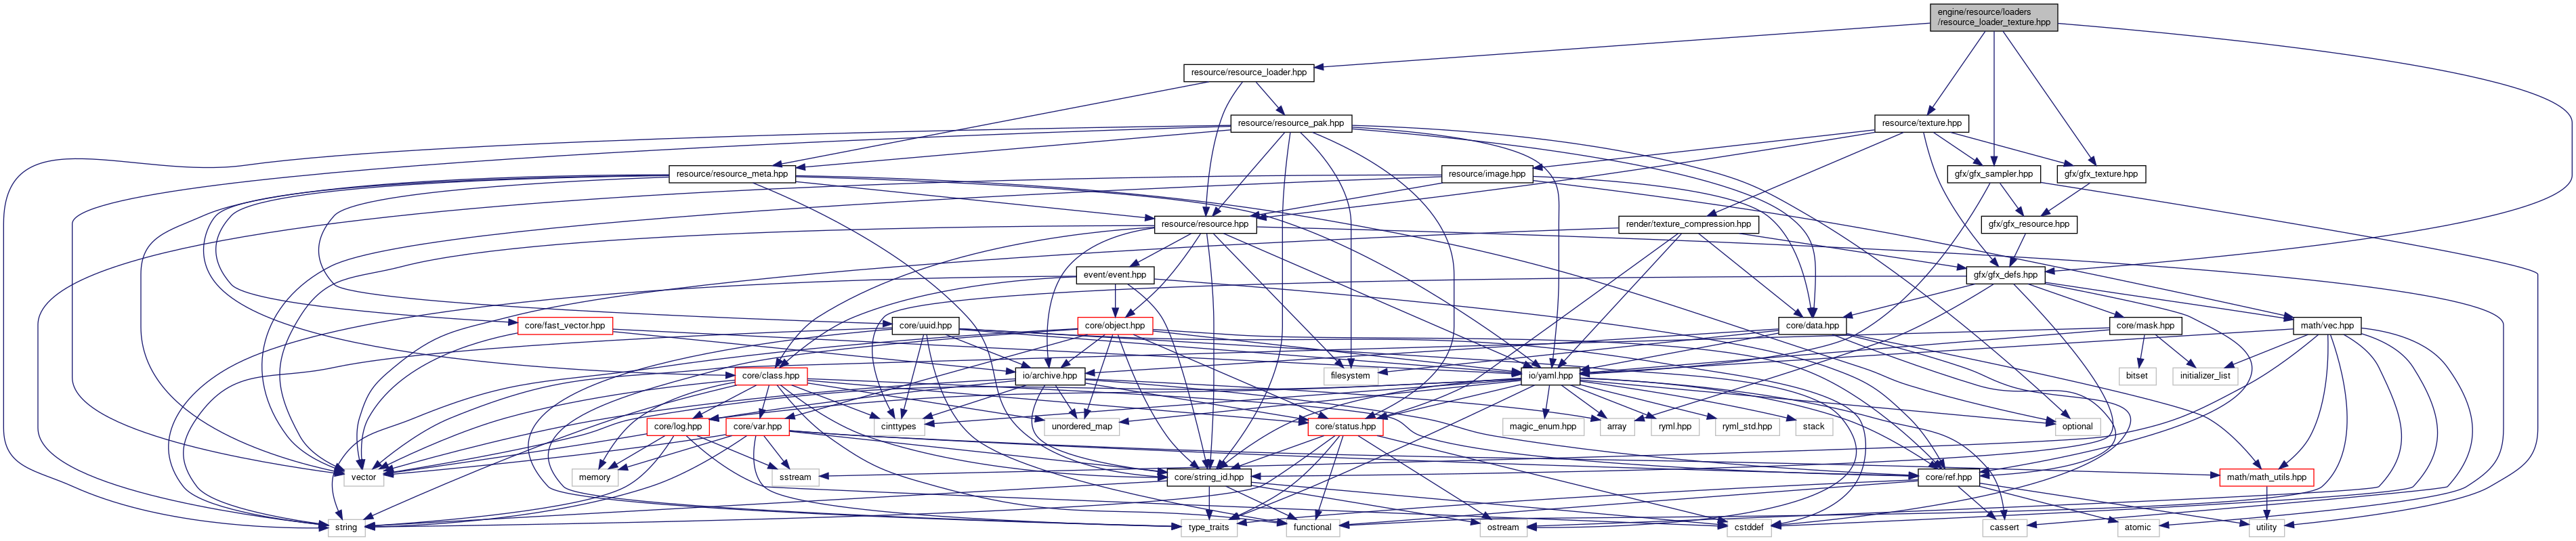 engine/resource/loaders
/resource_loader_texture.hpp
resource/resource_loader.hpp
resource/resource_pak.hpp
resource/texture.hpp
resource/resource_meta.hpp
resource/image.hpp
gfx/gfx_sampler.hpp
gfx/gfx_texture.hpp
resource/resource.hpp
render/texture_compression.hpp
gfx/gfx_resource.hpp
event/event.hpp
gfx/gfx_defs.hpp
core/fast_vector.hpp
core/uuid.hpp
core/object.hpp
core/data.hpp
core/mask.hpp
math/vec.hpp
core/class.hpp
io/archive.hpp
filesystem
io/yaml.hpp
bitset
initializer_list
core/log.hpp
core/var.hpp
cinttypes
unordered_map
core/status.hpp
magic_enum.hpp
array
ryml.hpp
ryml_std.hpp
stack
optional
vector
memory
sstream
core/string_id.hpp
core/ref.hpp
math/math_utils.hpp
string
type_traits
functional
ostream
cstddef
cassert
atomic
utility